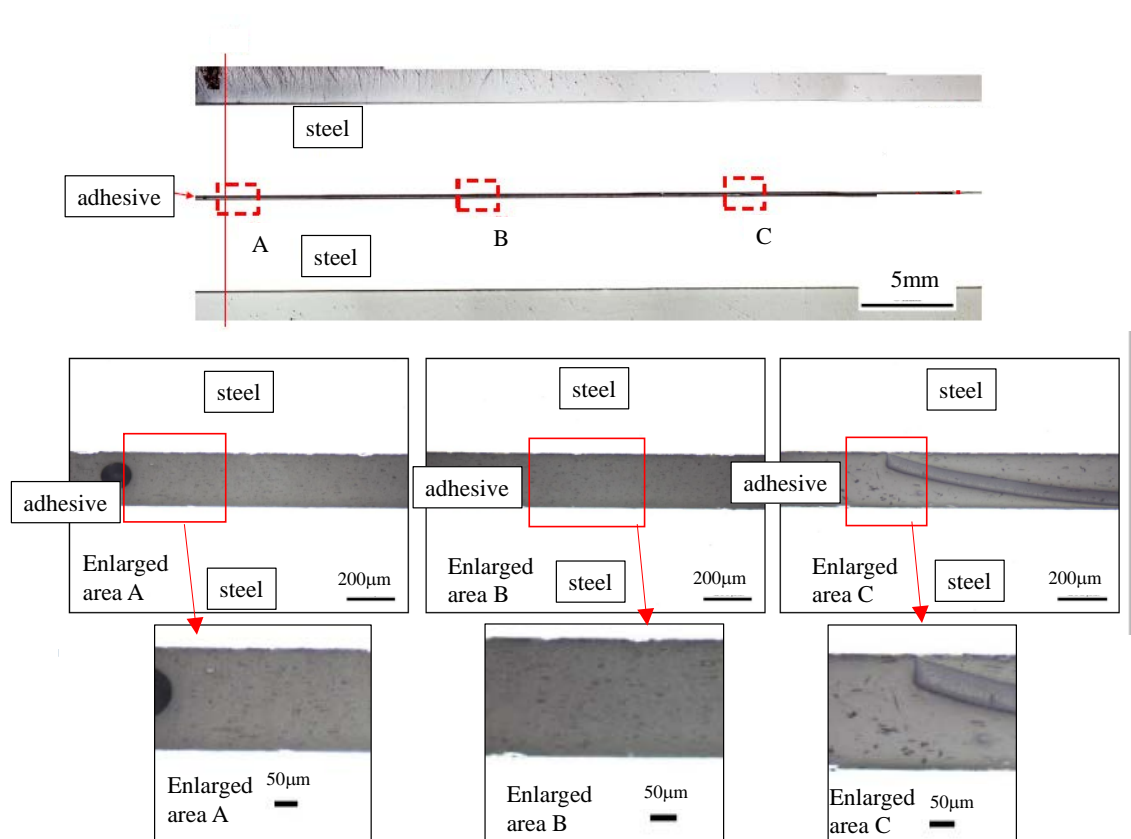 steel
adhesive
A
B
C
steel
5mm
steel
steel
steel
adhesive
adhesive
adhesive
Enlarged
area A
steel
200μm
Enlarged
area B
steel
200μm
Enlarged
area C
steel
200μm
Enlarged
area A
50μm
Enlarged
area B
50μm
Enlarged
area C
50μm